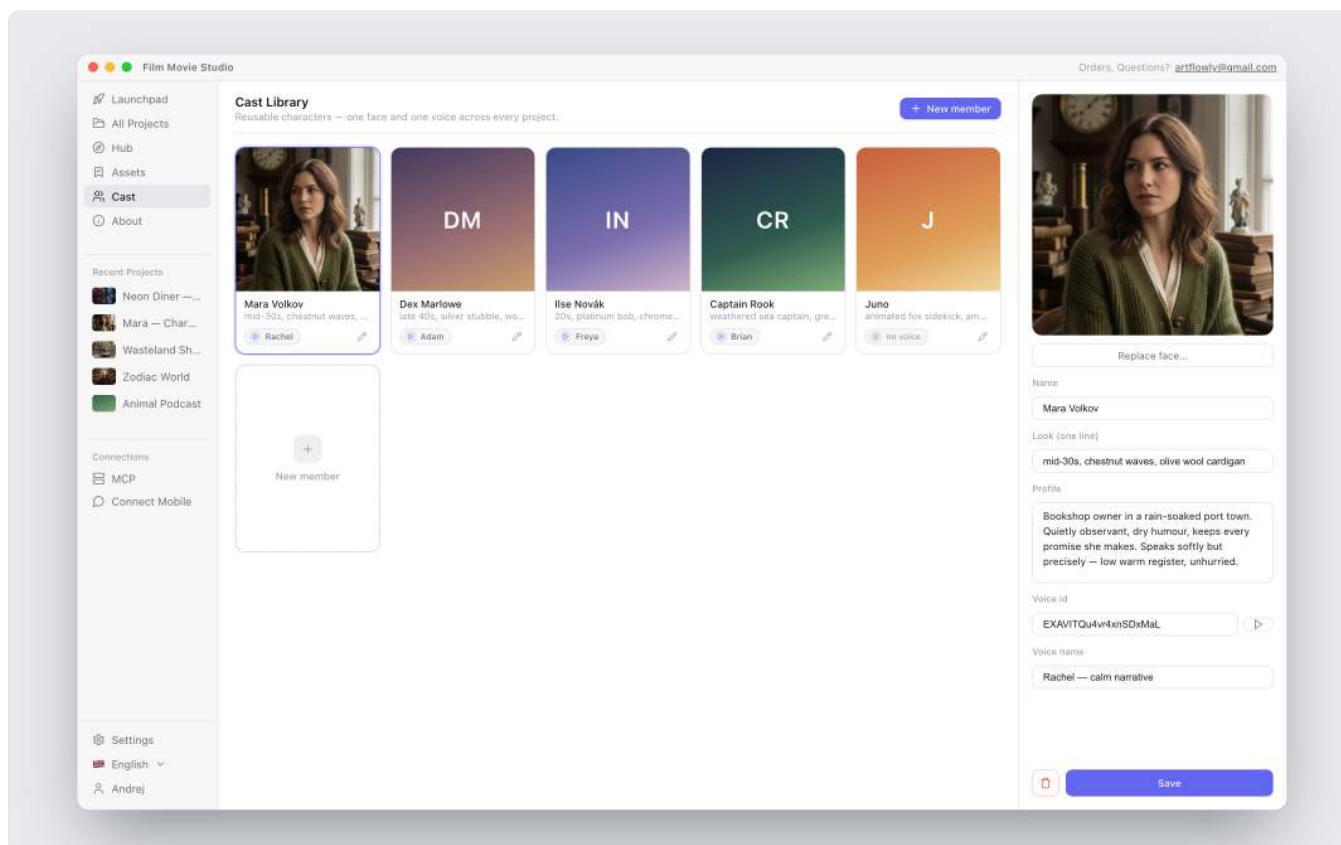 Film Movie Studio
Orders, Questions? artflowly@gmail.com
Launchpad
All Projects
Hub
Assets
Cast
About
Recent Projects
Neon Diner —...
Mara — Char...
Wasteland Sh...
Zodiac World
Animal Podcast
Connections
MCP
Connect Mobile
Settings
English
Andrej
Cast Library
Reusable characters — one face and one voice across every project.
+ New member
Mara Volkov
mid-30s, chestnut waves, ...
Rachel
DM
Dex Marlowe
late 40s, silver stubble, wo...
Adam
IN
Ilse Novák
20s, platinum bob, chrome...
Freya
CR
Captain Rook
weathered sea captain, gre...
Brian
J
Juno
animated fox sidekick, am...
no voice
+
New member
Replace face...
Name
Mara Volkov
Look (one line)
mid-30s, chestnut waves, olive wool cardigan
Profile
Bookshop owner in a rain-soaked port town.
Quietly observant, dry humour, keeps every
promise she makes. Speaks softly but
precisely — low warm register, unhurried.
Voice id
EXAVITQu4vr4xnSDxMaL
Voice name
Rachel — calm narrative
Save